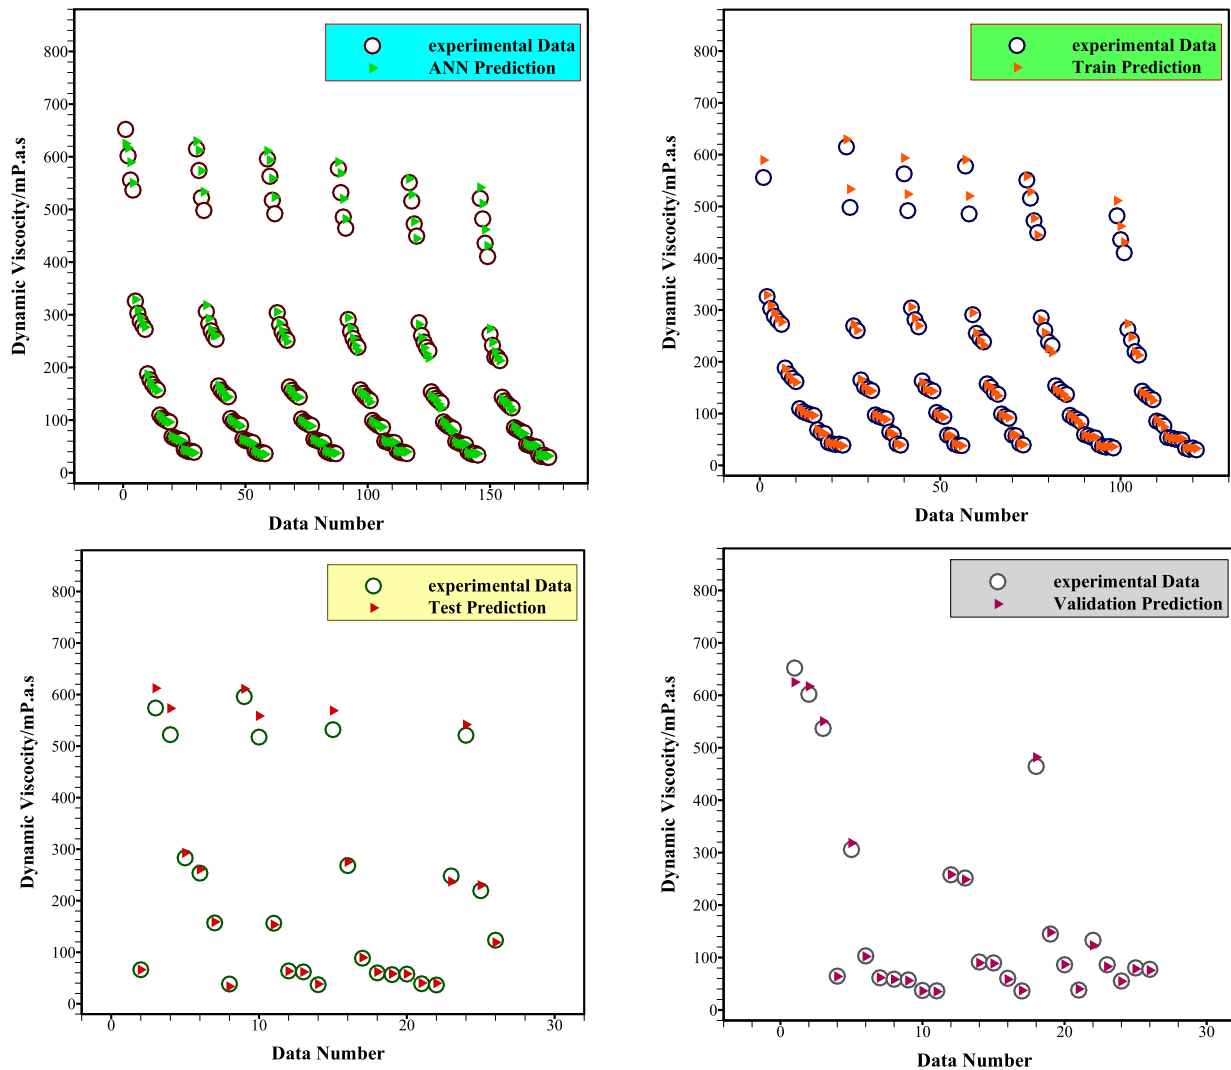 experimental Data
ANN Prediction
Dynamic Viscocity/mP.a.s
800
700
600
500
400
300
200
100
0
0 50 100 150
Data Number
experimental Data
Train Prediction
Dynamic Viscocity/mP.a.s
800
700
600
500
400
300
200
100
0
0 50 100
Data Number
experimental Data
Test Prediction
Dynamic Viscocity/mP.a.s
800
700
600
500
400
300
200
100
0
0 10 20 30
Data Number
experimental Data
Validation Prediction
Dynamic Viscocity/mP.a.s
800
700
600
500
400
300
200
100
0
0 10 20 30
Data Number